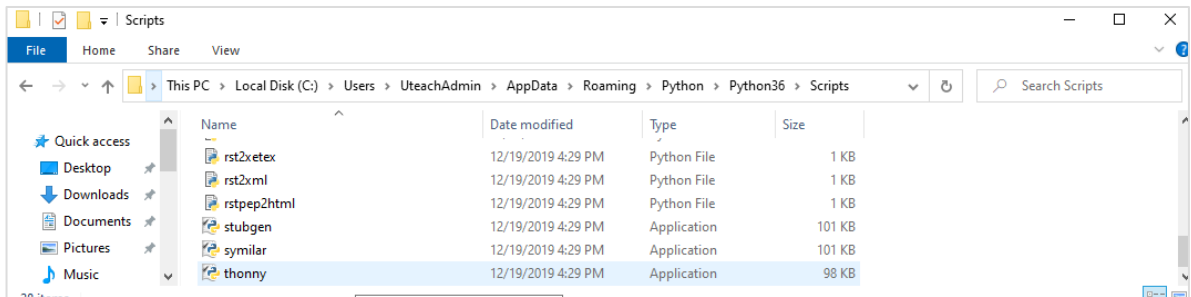 Scripts
File Home Share View
This PC > Local Disk (C:) > Users > UteachAdmin > AppData > Roaming > Python > Python36 > Scripts
Search Scripts
Name Date modified Type Size
Quick access
Desktop
Downloads
Documents
Pictures
Music
rst2xetex 12/19/2019 4:29 PM Python File 1 KB
rst2xml 12/19/2019 4:29 PM Python File 1 KB
rstpep2html 12/19/2019 4:29 PM Python File 1 KB
stubgen 12/19/2019 4:29 PM Application 101 KB
symilar 12/19/2019 4:29 PM Application 101 KB
thonny 12/19/2019 4:29 PM Application 98 KB